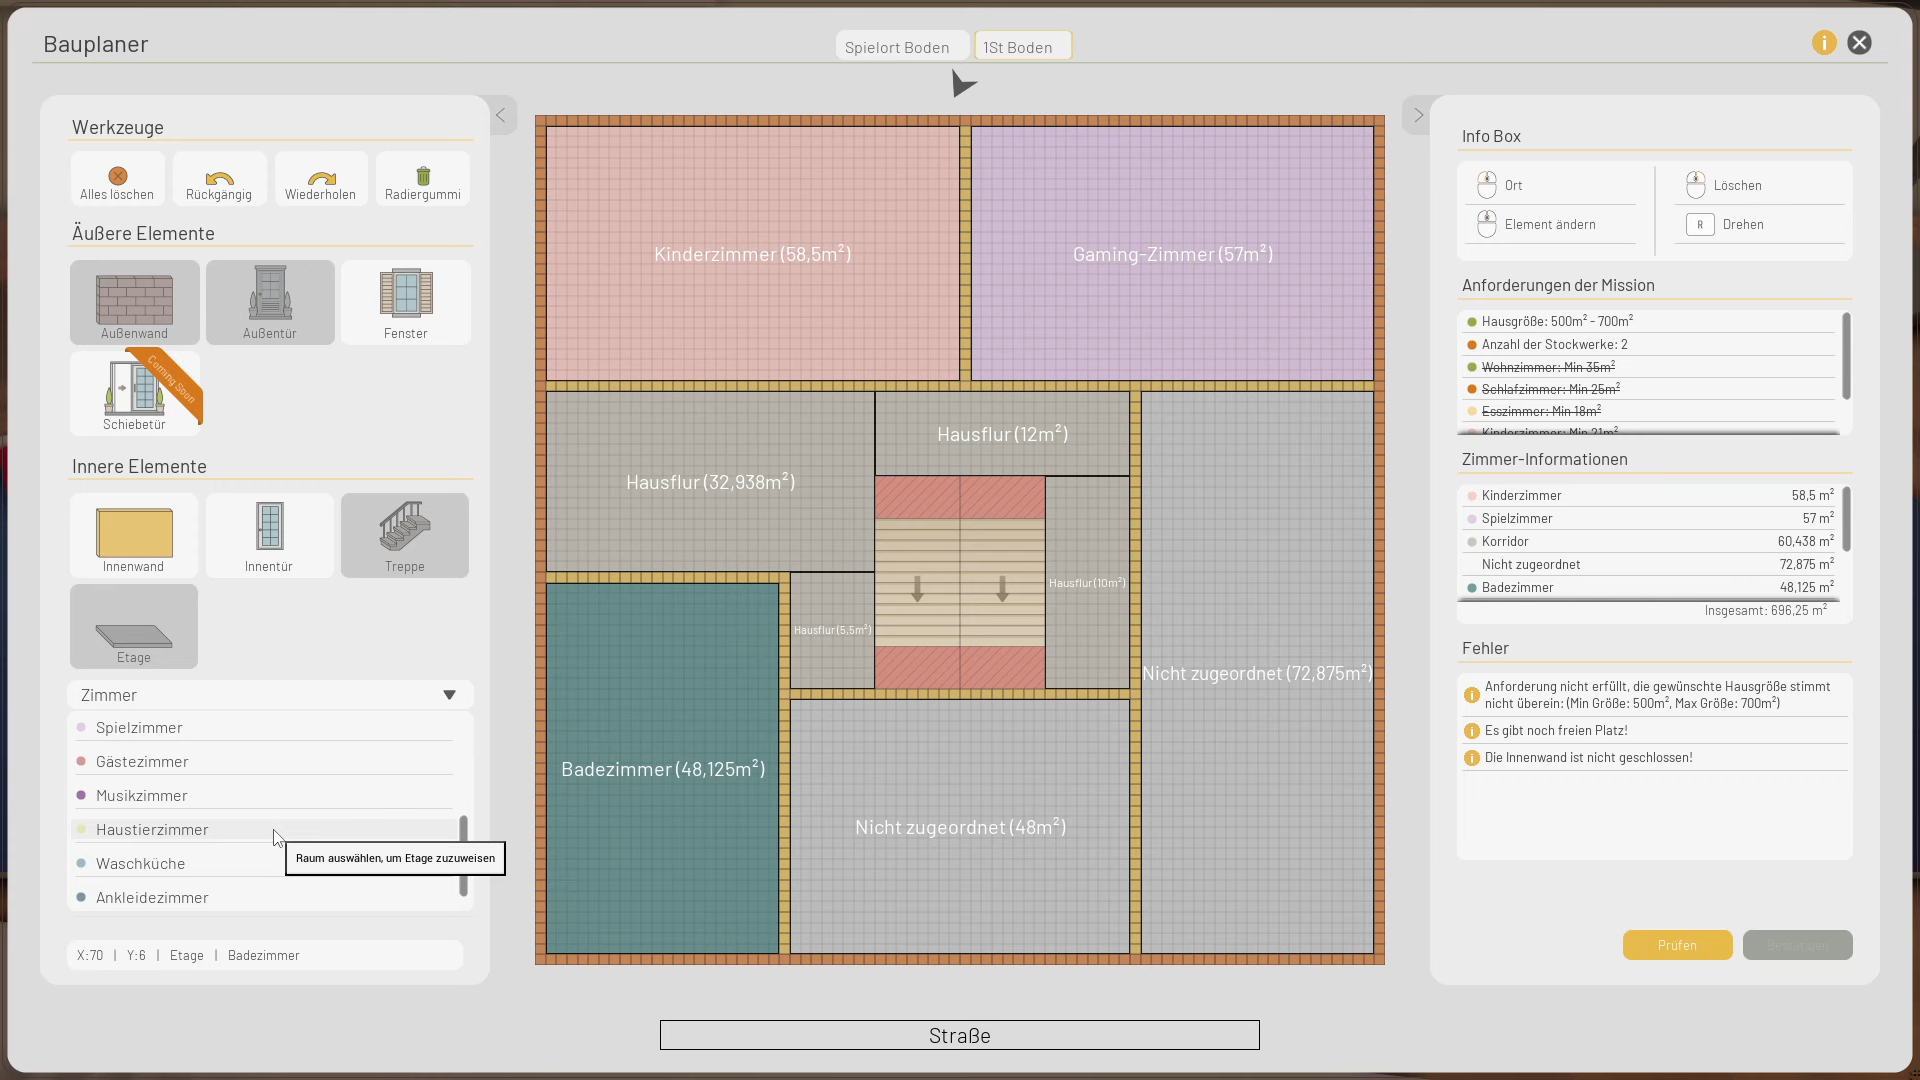 Bauplaner
Spielort Boden
1St Boden
i
Werkzeuge
Alles löschen
Rückgängig
Wiederholen
Radiergummi
Äußere Elemente
Außenwand
Außentür
Fenster
Coming Soon
Schiebetür
Innere Elemente
Innenwand
Innentür
Treppe
Etage
Zimmer
Spielzimmer
Gästezimmer
Musikzimmer
Haustierzimmer
Waschküche
Ankleidezimmer
Raum auswählen, um Etage zuzuweisen
X:70 | Y:6 | Etage | Badezimmer
Kinderzimmer (58,5m²)
Gaming-Zimmer (57m²)
Hausflur (32,938m²)
Hausflur (12m²)
Hausflur (10m²)
Hausflur (5,5m²)
Nicht zugeordnet (72,875m²)
Badezimmer (48,125m²)
Nicht zugeordnet (48m²)
Straße
Info Box
Ort
Löschen
Element ändern
R Drehen
Anforderungen der Mission
Hausgröße: 500m² - 700m²
Anzahl der Stockwerke: 2
Wohnzimmer: Min 35m²
Schlafzimmer: Min 25m²
Esszimmer: Min 18m²
Kinderzimmer: Min 21m²
Zimmer-Informationen
Kinderzimmer 58,5 m²
Spielzimmer 57 m²
Korridor 60,438 m²
Nicht zugeordnet 72,875 m²
Badezimmer 48,125 m²
Insgesamt: 696,25 m²
Fehler
i Anforderung nicht erfüllt, die gewünschte Hausgröße stimmt
nicht überein: (Min Größe: 500m², Max Größe: 700m²)
i Es gibt noch freien Platz!
i Die Innenwand ist nicht geschlossen!
Prüfen
Bestätigen